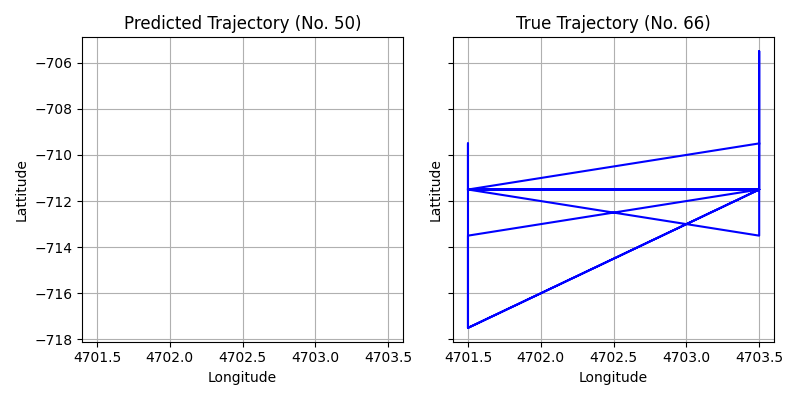 Predicted Trajectory (No. 50)
−706
−708
−710
−712
−714
−716
−718
Lattitude
4701.5 4702.0 4702.5 4703.0 4703.5
Longitude
True Trajectory (No. 66)
Lattitude
4701.5 4702.0 4702.5 4703.0 4703.5
Longitude